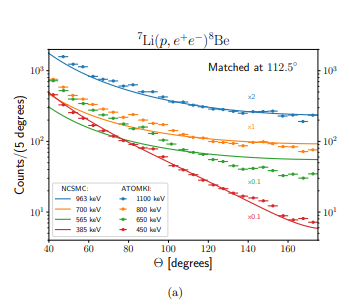 ⁷Li(p, e⁺e⁻)⁸Be
Matched at 112.5°
Counts/(5 degrees)
10³
10²
10¹
10³
10²
10¹
x2
x1
x0.1
x0.1
NCSMC: ATOMKI:
963 keV 1100 keV
700 keV 800 keV
565 keV 650 keV
385 keV 450 keV
40 60 80 100 120 140 160
Θ [degrees]
(a)